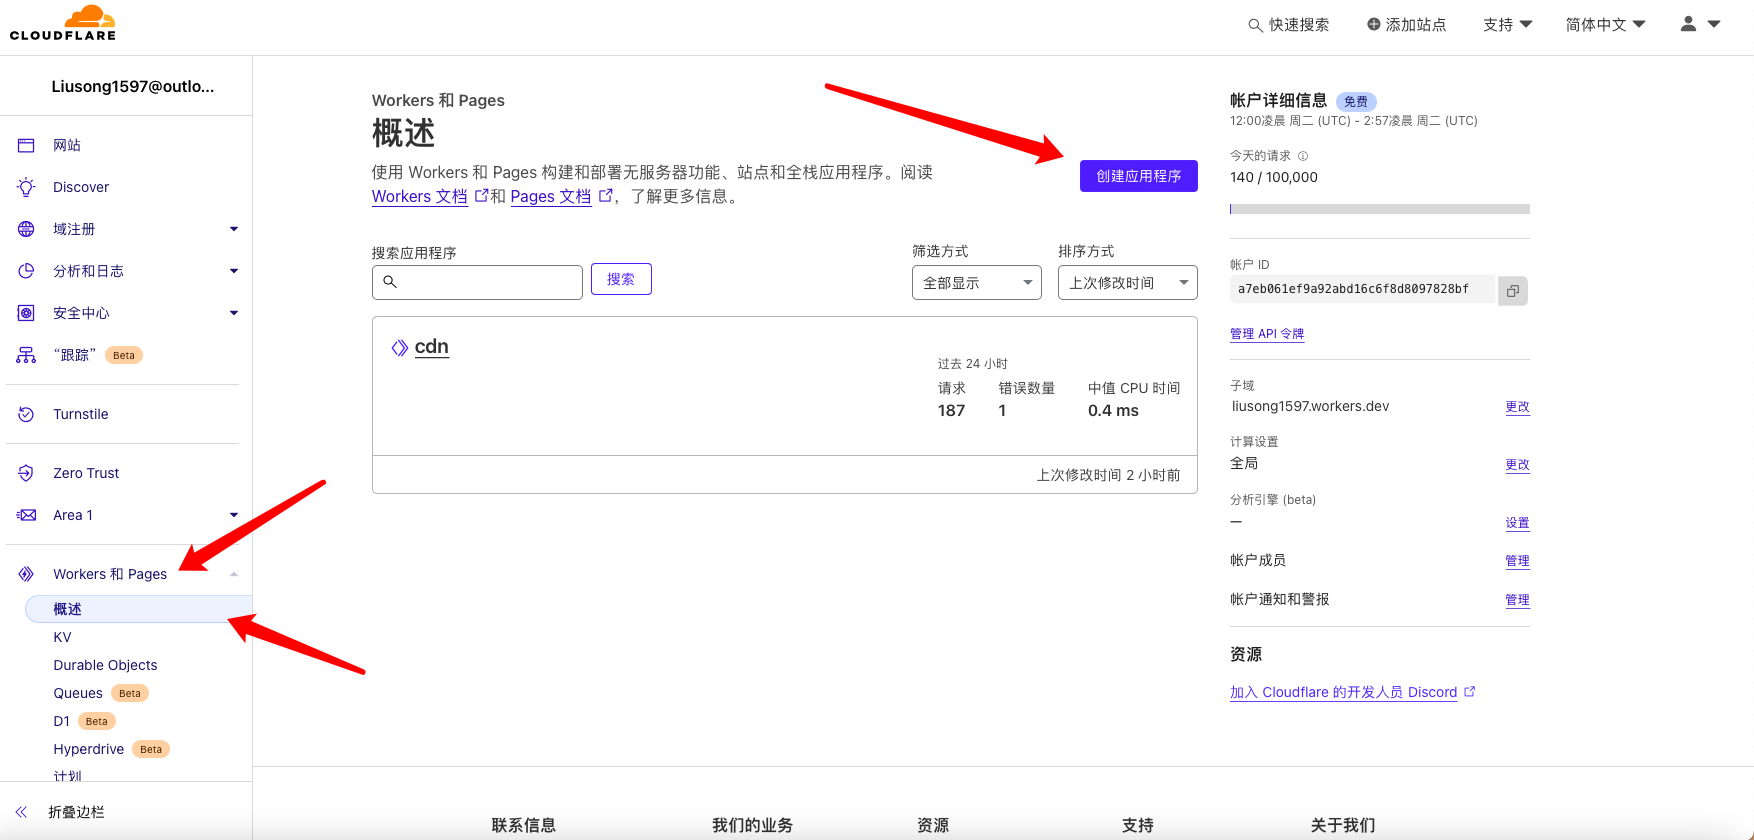 CLOUDFLARE
快速搜索
添加站点
支持
简体中文
Liusong1597@outlo...
网站
Discover
域注册
分析和日志
安全中心
“跟踪” Beta
Turnstile
Zero Trust
Area 1
Workers 和 Pages
概述
KV
Durable Objects
Queues Beta
D1 Beta
Hyperdrive Beta
计划
折叠边栏
Workers 和 Pages
概述
使用 Workers 和 Pages 构建和部署无服务器功能、站点和全栈应用程序。阅读
Workers 文档 和 Pages 文档 ，了解更多信息。
创建应用程序
搜索应用程序
搜索
筛选方式
全部显示
排序方式
上次修改时间
cdn
过去 24 小时
请求 错误数量 中值 CPU 时间
187 1 0.4 ms
上次修改时间 2 小时前
帐户详细信息 免费
12:00凌晨 周二 (UTC) - 2:57凌晨 周二 (UTC)
今天的请求
140 / 100,000
帐户 ID
a7eb061ef9a92abd16c6f8d8097828bf
管理 API 令牌
子域
liusong1597.workers.dev 更改
计算设置
全局 更改
分析引擎 (beta)
— 设置
帐户成员 管理
帐户通知和警报 管理
资源
加入 Cloudflare 的开发人员 Discord
联系信息 我们的业务 资源 支持 关于我们